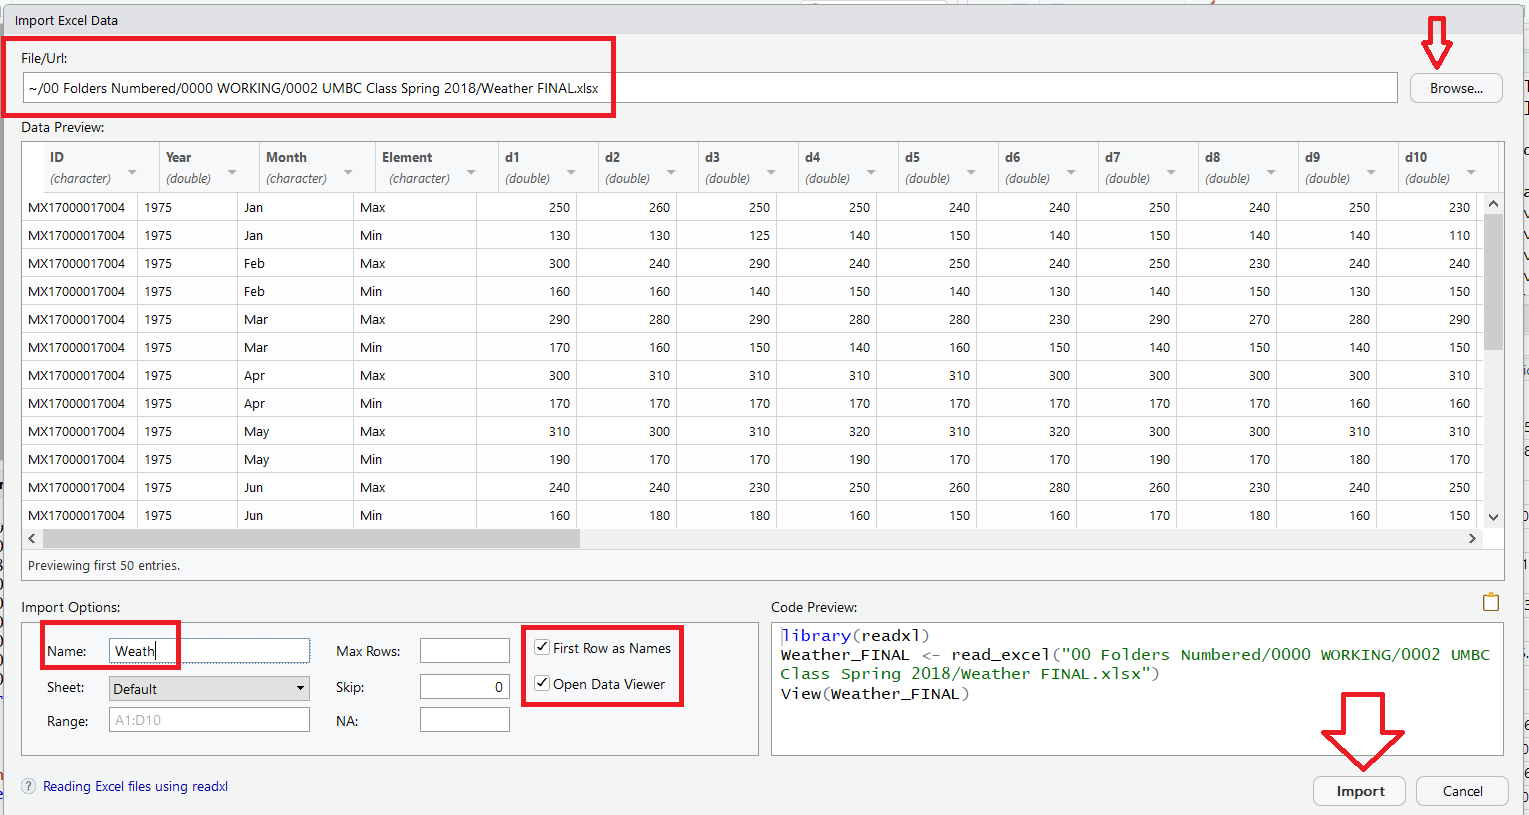 Import Excel Data
File/Url:
~/00 Folders Numbered/0000 WORKING/0002 UMBC Class Spring 2018/Weather FINAL.xlsx
Browse...
Data Preview:
ID Year Month Element d1 d2 d3 d4 d5 d6 d7 d8 d9 d10
(character) (double) (character) (character) (double) (double) (double) (double) (double) (double) (double) (double) (double) (double)
MX17000017004 1975 Jan Max 250 260 250 250 240 240 250 240 250 230
MX17000017004 1975 Jan Min 130 130 125 140 150 140 150 140 140 110
MX17000017004 1975 Feb Max 300 240 290 240 250 240 250 230 240 240
MX17000017004 1975 Feb Min 160 160 140 150 140 130 140 150 130 150
MX17000017004 1975 Mar Max 290 280 290 280 280 230 290 270 280 290
MX17000017004 1975 Mar Min 170 160 150 140 160 150 140 150 140 150
MX17000017004 1975 Apr Max 300 310 310 310 310 300 300 300 300 310
MX17000017004 1975 Apr Min 170 170 170 170 170 170 170 170 160 160
MX17000017004 1975 May Max 310 300 310 320 310 320 300 300 310 310
MX17000017004 1975 May Min 190 170 170 190 170 170 190 170 180 170
MX17000017004 1975 Jun Max 240 240 230 250 260 280 260 230 240 250
MX17000017004 1975 Jun Min 160 180 180 160 150 160 170 180 160 150
Previewing first 50 entries.
Import Options:
Name: Weath
Sheet: Default
Range: A1:D10
Max Rows:
Skip: 0
NA:
First Row as Names
Open Data Viewer
Code Preview:
library(readxl)
Weather_FINAL <- read_excel("00 Folders Numbered/0000 WORKING/0002 UMBC
Class Spring 2018/Weather FINAL.xlsx")
View(Weather_FINAL)
? Reading Excel files using readxl
Import
Cancel